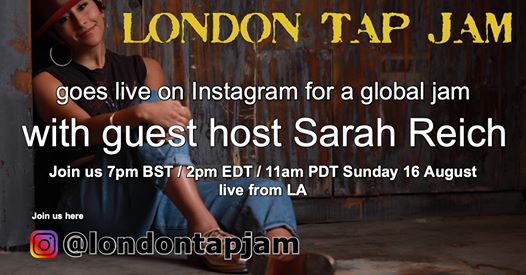 LONDON TAP JAM
goes live on Instagram for a global jam
with guest host Sarah Reich
Join us 7pm BST / 2pm EDT / 11am PDT Sunday 16 August
live from LA
Join us here
@londontapjam